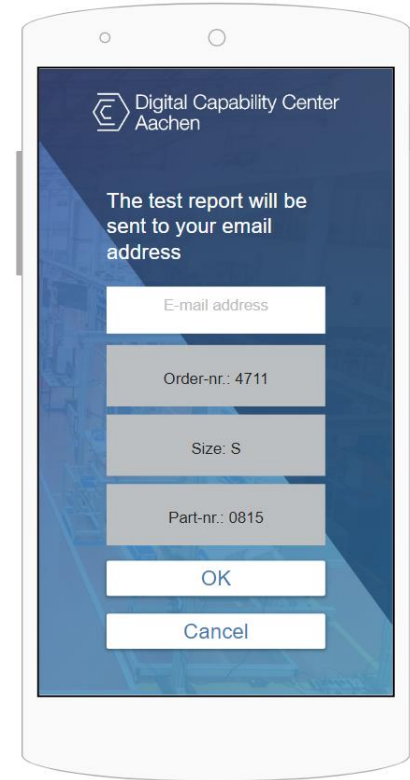 Digital Capability Center
Aachen
The test report will be
sent to your email
address
E-mail address
Order-nr.: 4711
Size: S
Part-nr.: 0815
OK
Cancel